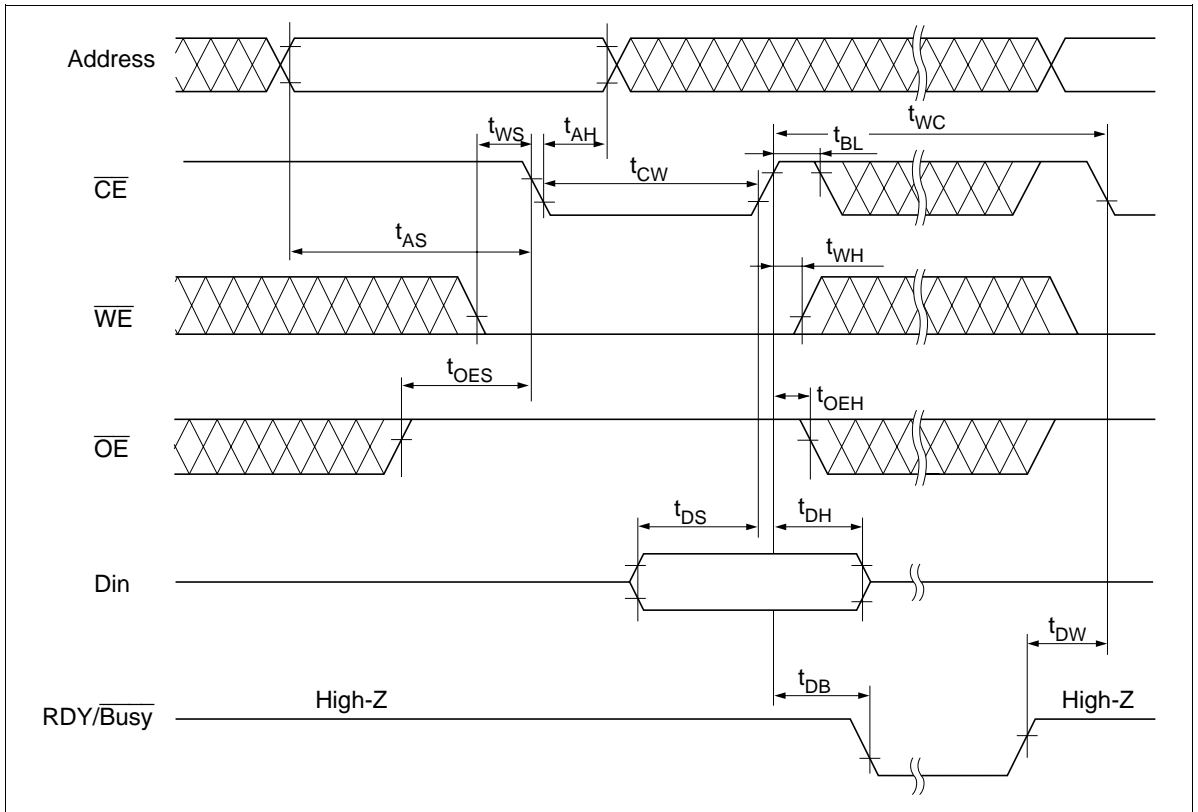 Address
tWC
tWS
tAH
tBL
CE
tCW
tAS
tWH
WE
tOES
tOEH
OE
tDS
tDH
Din
tDW
tDB
High-Z
High-Z
RDY/Busy